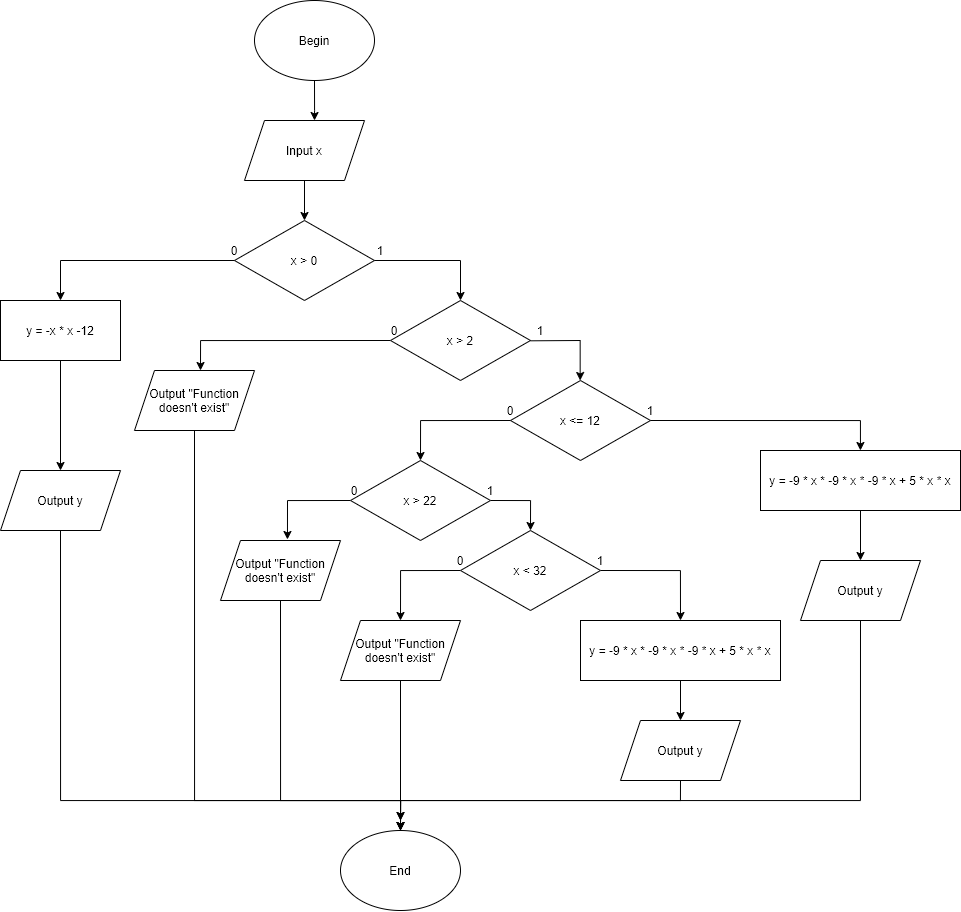 Begin
Input x
0
1
x > 0
y = -x * x -12
0
1
x > 2
Output "Function
doesn't exist"
0
1
x <= 12
y = -9 * x * -9 * x * -9 * x + 5 * x * x
0
1
x > 22
Output y
Output "Function
doesn't exist"
0
1
x < 32
Output y
Output "Function
doesn't exist"
y = -9 * x * -9 * x * -9 * x + 5 * x * x
Output y
End